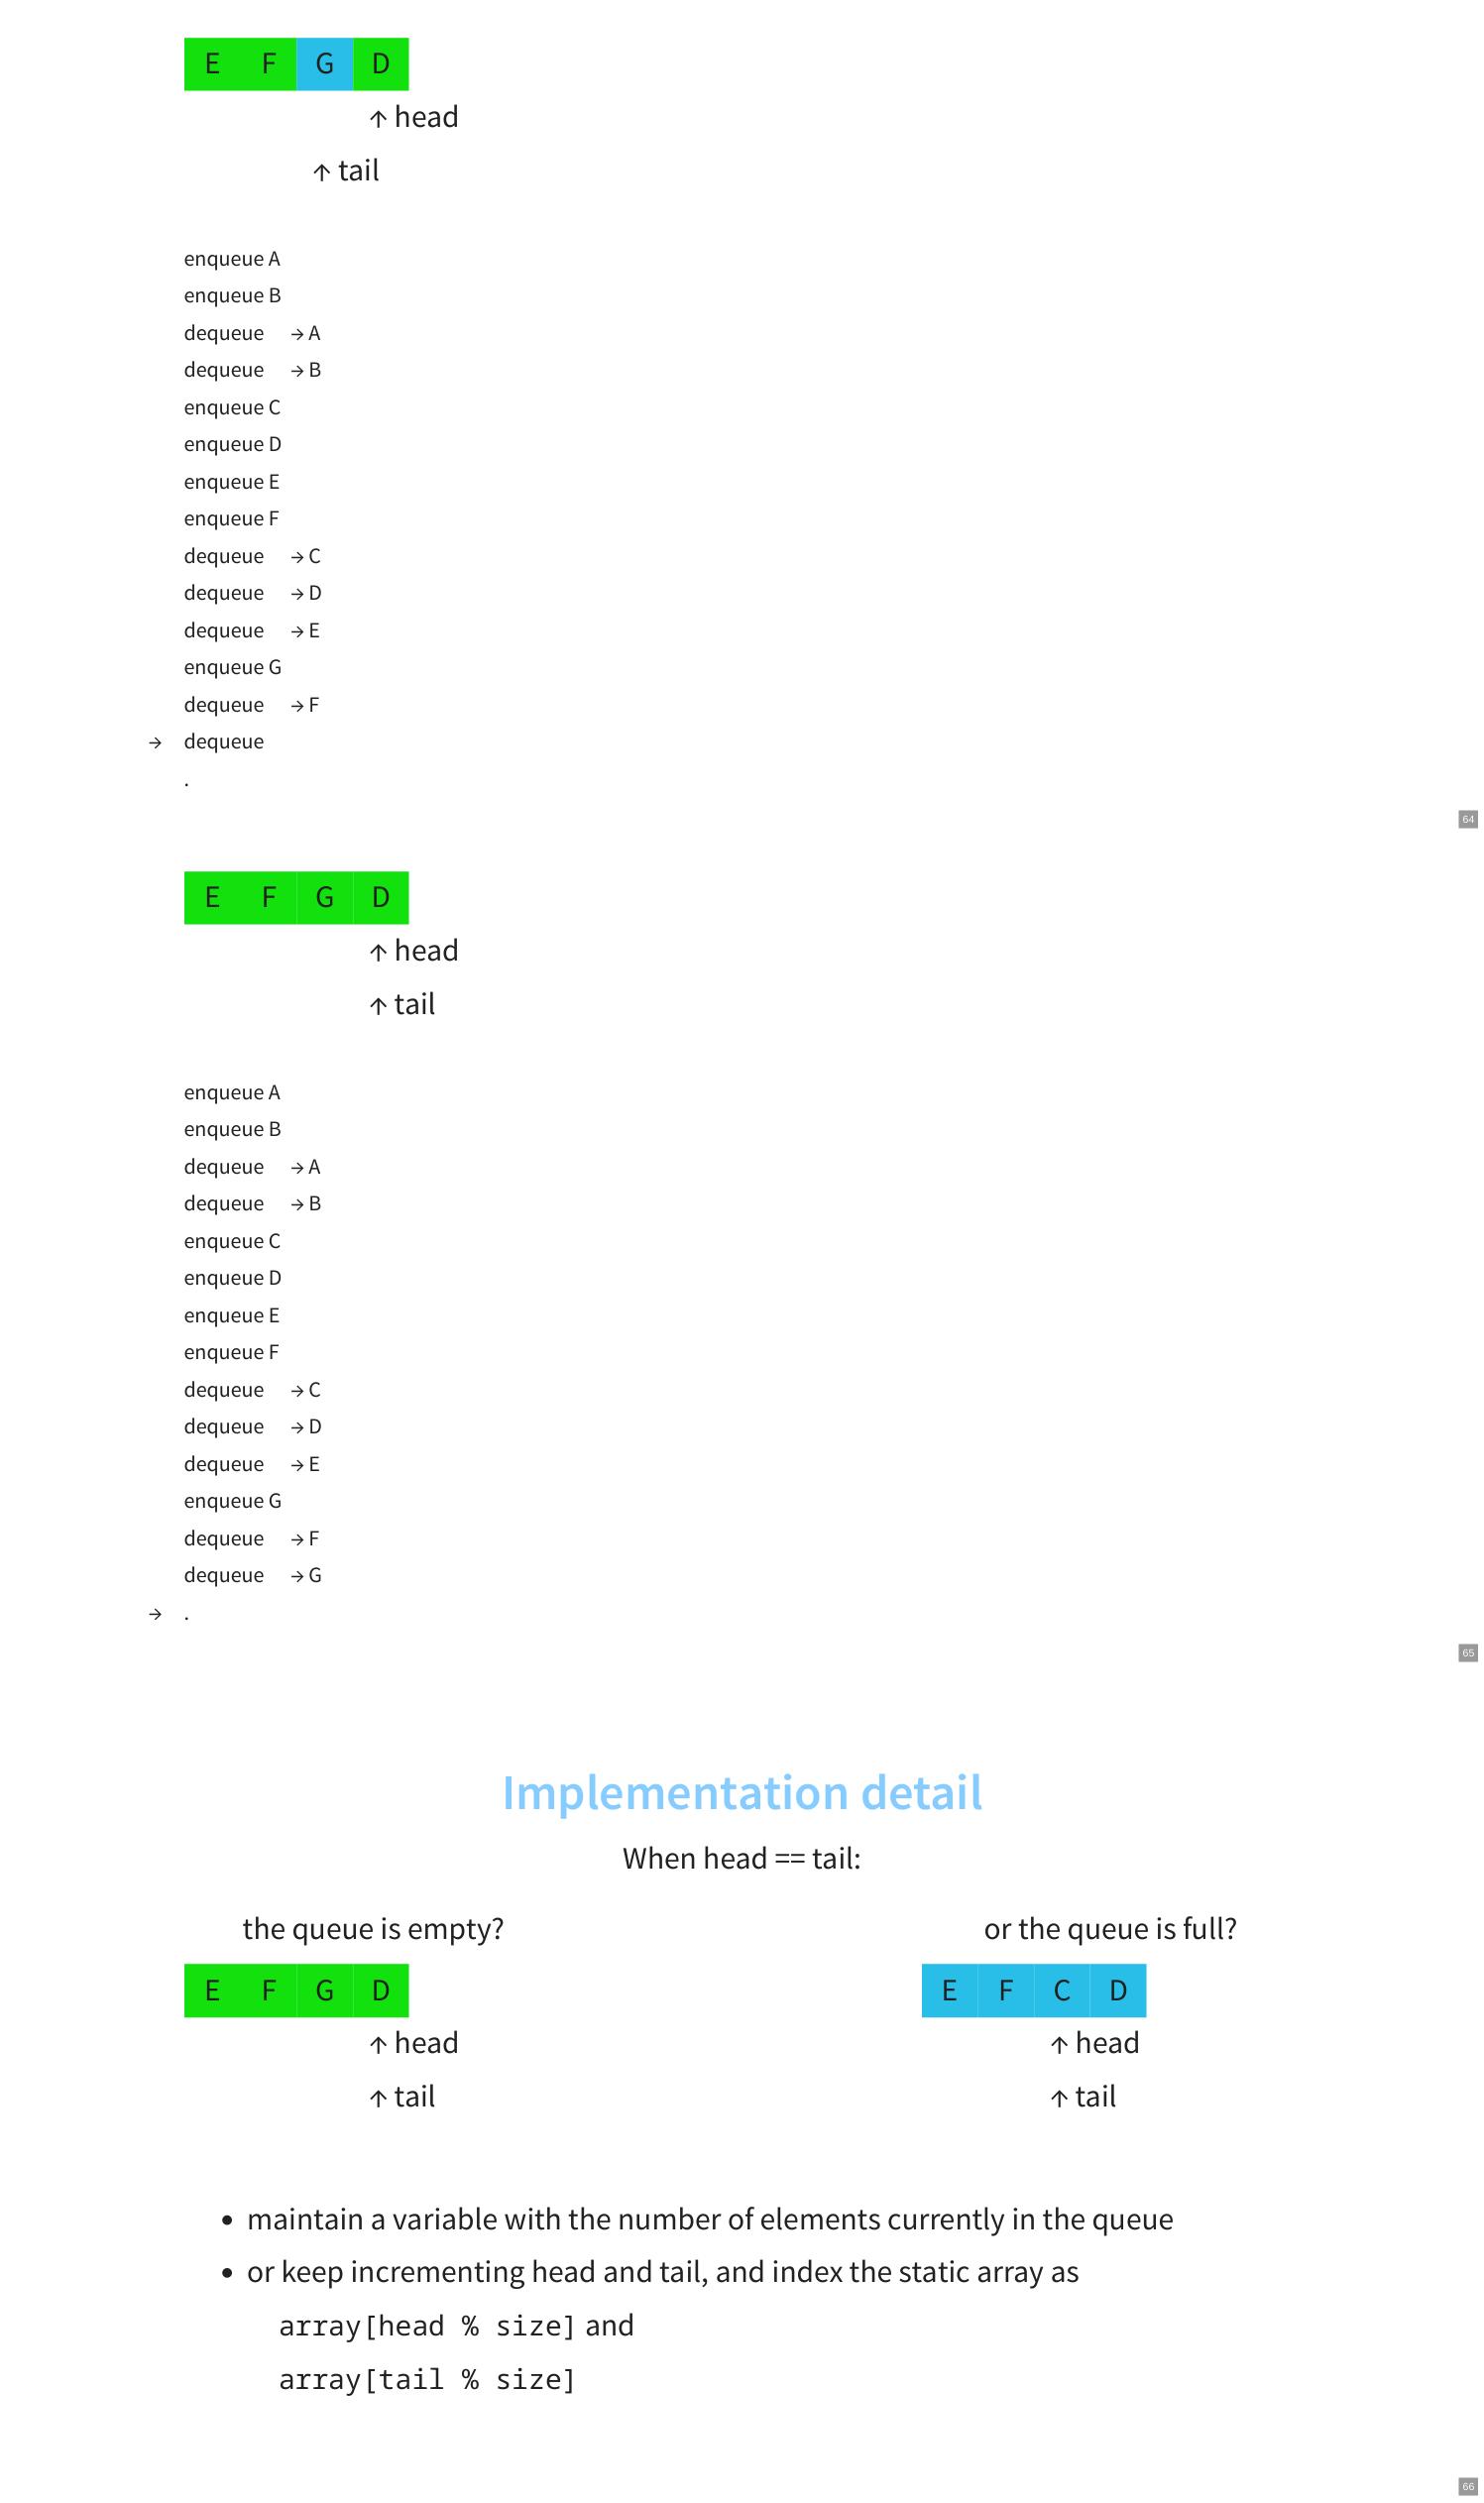 E F G D
↑ head
↑ tail
enqueue A
enqueue B
dequeue → A
dequeue → B
enqueue C
enqueue D
enqueue E
enqueue F
dequeue → C
dequeue → D
dequeue → E
enqueue G
dequeue → F
→ dequeue
.
64
E F G D
↑ head
↑ tail
enqueue A
enqueue B
dequeue → A
dequeue → B
enqueue C
enqueue D
enqueue E
enqueue F
dequeue → C
dequeue → D
dequeue → E
enqueue G
dequeue → F
dequeue → G
→ .
65
Implementation detail
When head == tail:
the queue is empty?
E F G D
↑ head
↑ tail
or the queue is full?
E F C D
↑ head
↑ tail
• maintain a variable with the number of elements currently in the queue
• or keep incrementing head and tail, and index the static array as
array[head % size] and
array[tail % size]
66